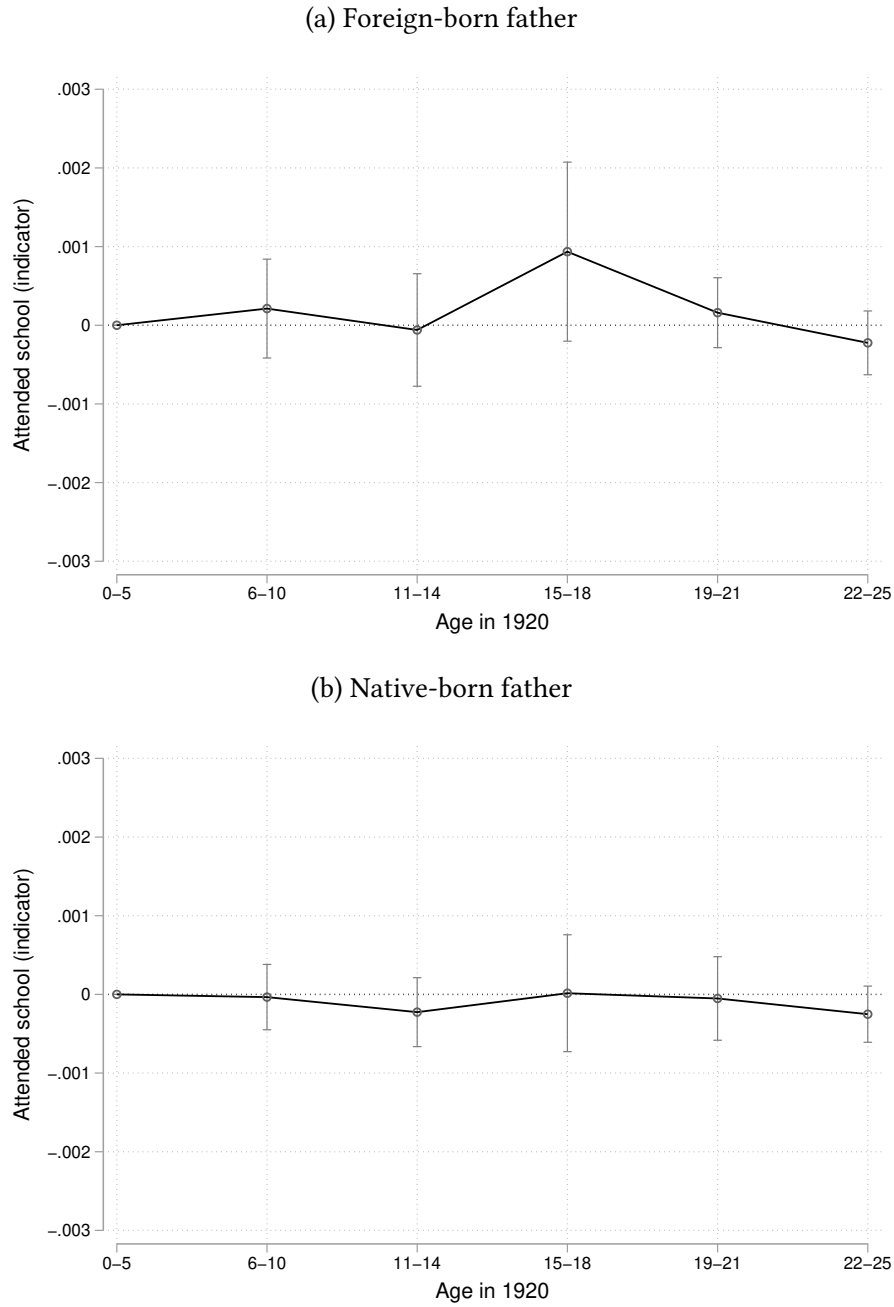 (a) Foreign-born father
.003
.002
.001
0
−.001
−.002
−.003
Attended school (indicator)
0−5 6−10 11−14 15−18 19−21 22−25
Age in 1920
(b) Native-born father
.003
.002
.001
0
−.001
−.002
−.003
Attended school (indicator)
0−5 6−10 11−14 15−18 19−21 22−25
Age in 1920